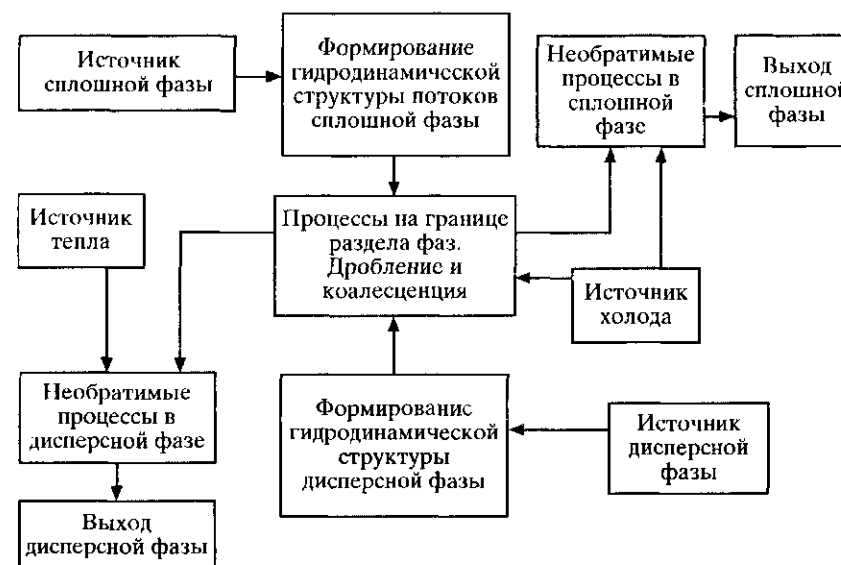 Источник
сплошной фазы
Формирование
гидродинамической
структуры потоков
сплошной фазы
Необратимые
процессы в
сплошной
фазе
Выход
сплошной
фазы
Источник
тепла
Процессы на границе
раздела фаз.
Дробление и
коалесценция
Источник
холода
Необратимые
процессы в
дисперсной фазе
Формирование
гидродинамической
структуры
дисперсной фазы
Источник
дисперсной
фазы
Выход
дисперсной фазы